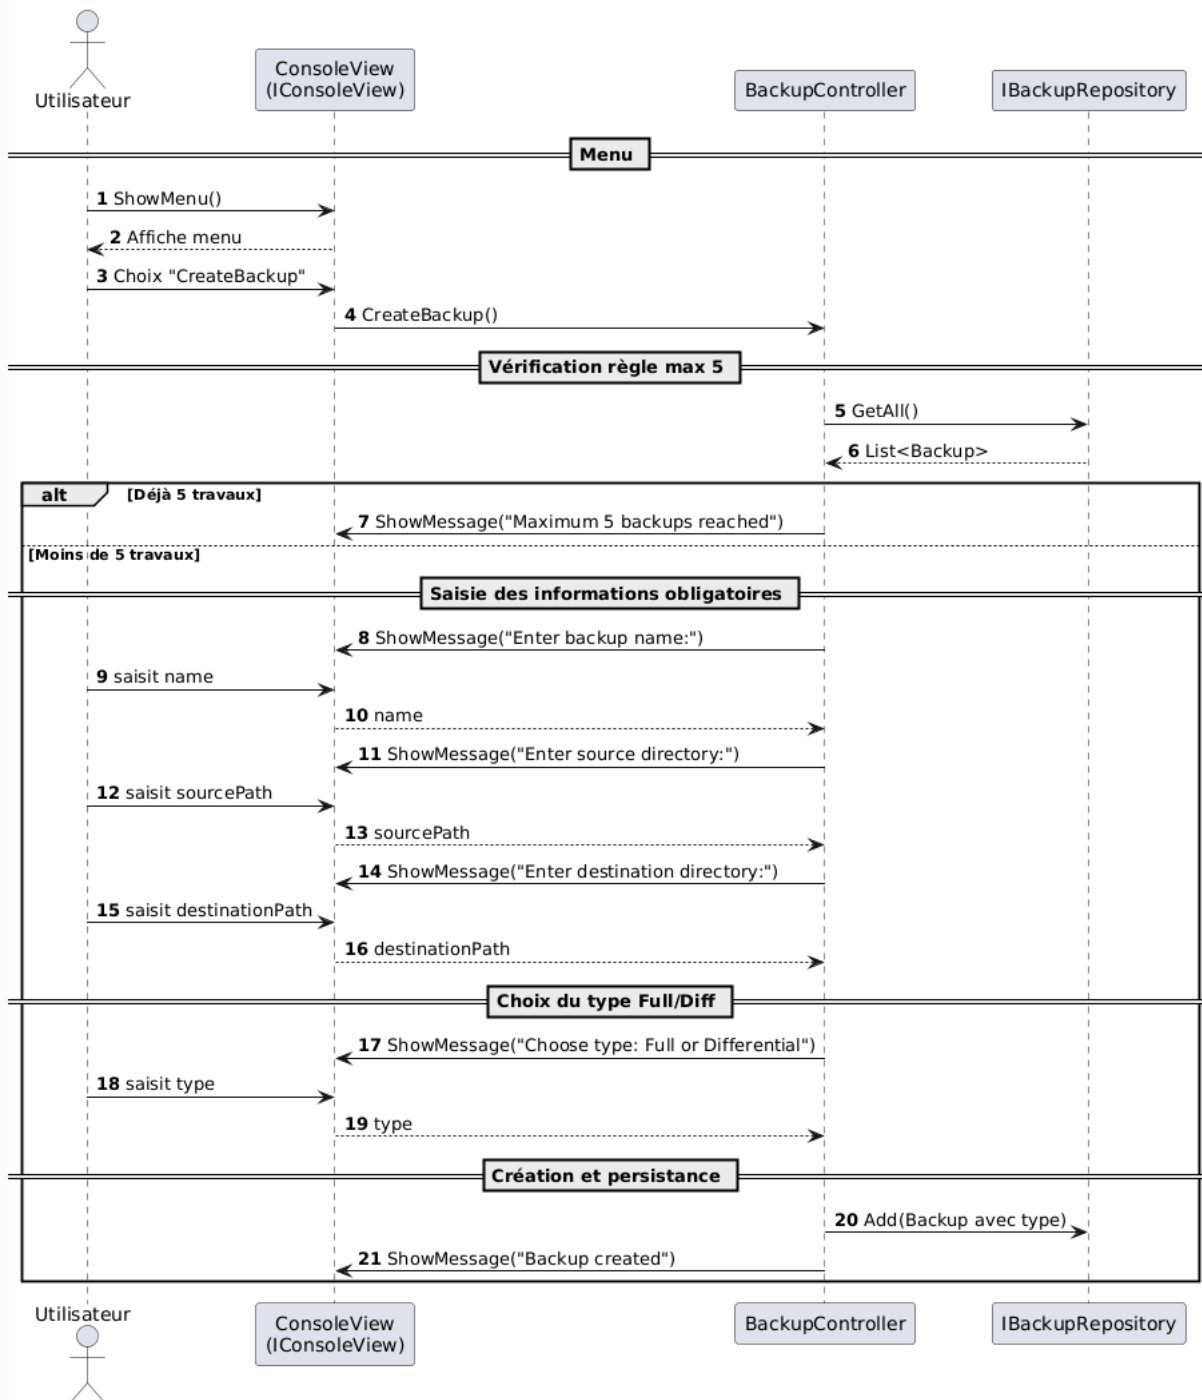 Utilisateur
ConsoleView
(IConsoleView)
BackupController
IBackupRepository
Menu
1 ShowMenu()
2 Affiche menu
3 Choix "CreateBackup"
4 CreateBackup()
Vérification règle max 5
5 GetAll()
6 List<Backup>
alt [Déjà 5 travaux]
7 ShowMessage("Maximum 5 backups reached")
[Moins de 5 travaux]
Saisie des informations obligatoires
8 ShowMessage("Enter backup name:")
9 saisit name
10 name
11 ShowMessage("Enter source directory:")
12 saisit sourcePath
13 sourcePath
14 ShowMessage("Enter destination directory:")
15 saisit destinationPath
16 destinationPath
Choix du type Full/Diff
17 ShowMessage("Choose type: Full or Differential")
18 saisit type
19 type
Création et persistance
20 Add(Backup avec type)
21 ShowMessage("Backup created")
Utilisateur
ConsoleView
(IConsoleView)
BackupController
IBackupRepository